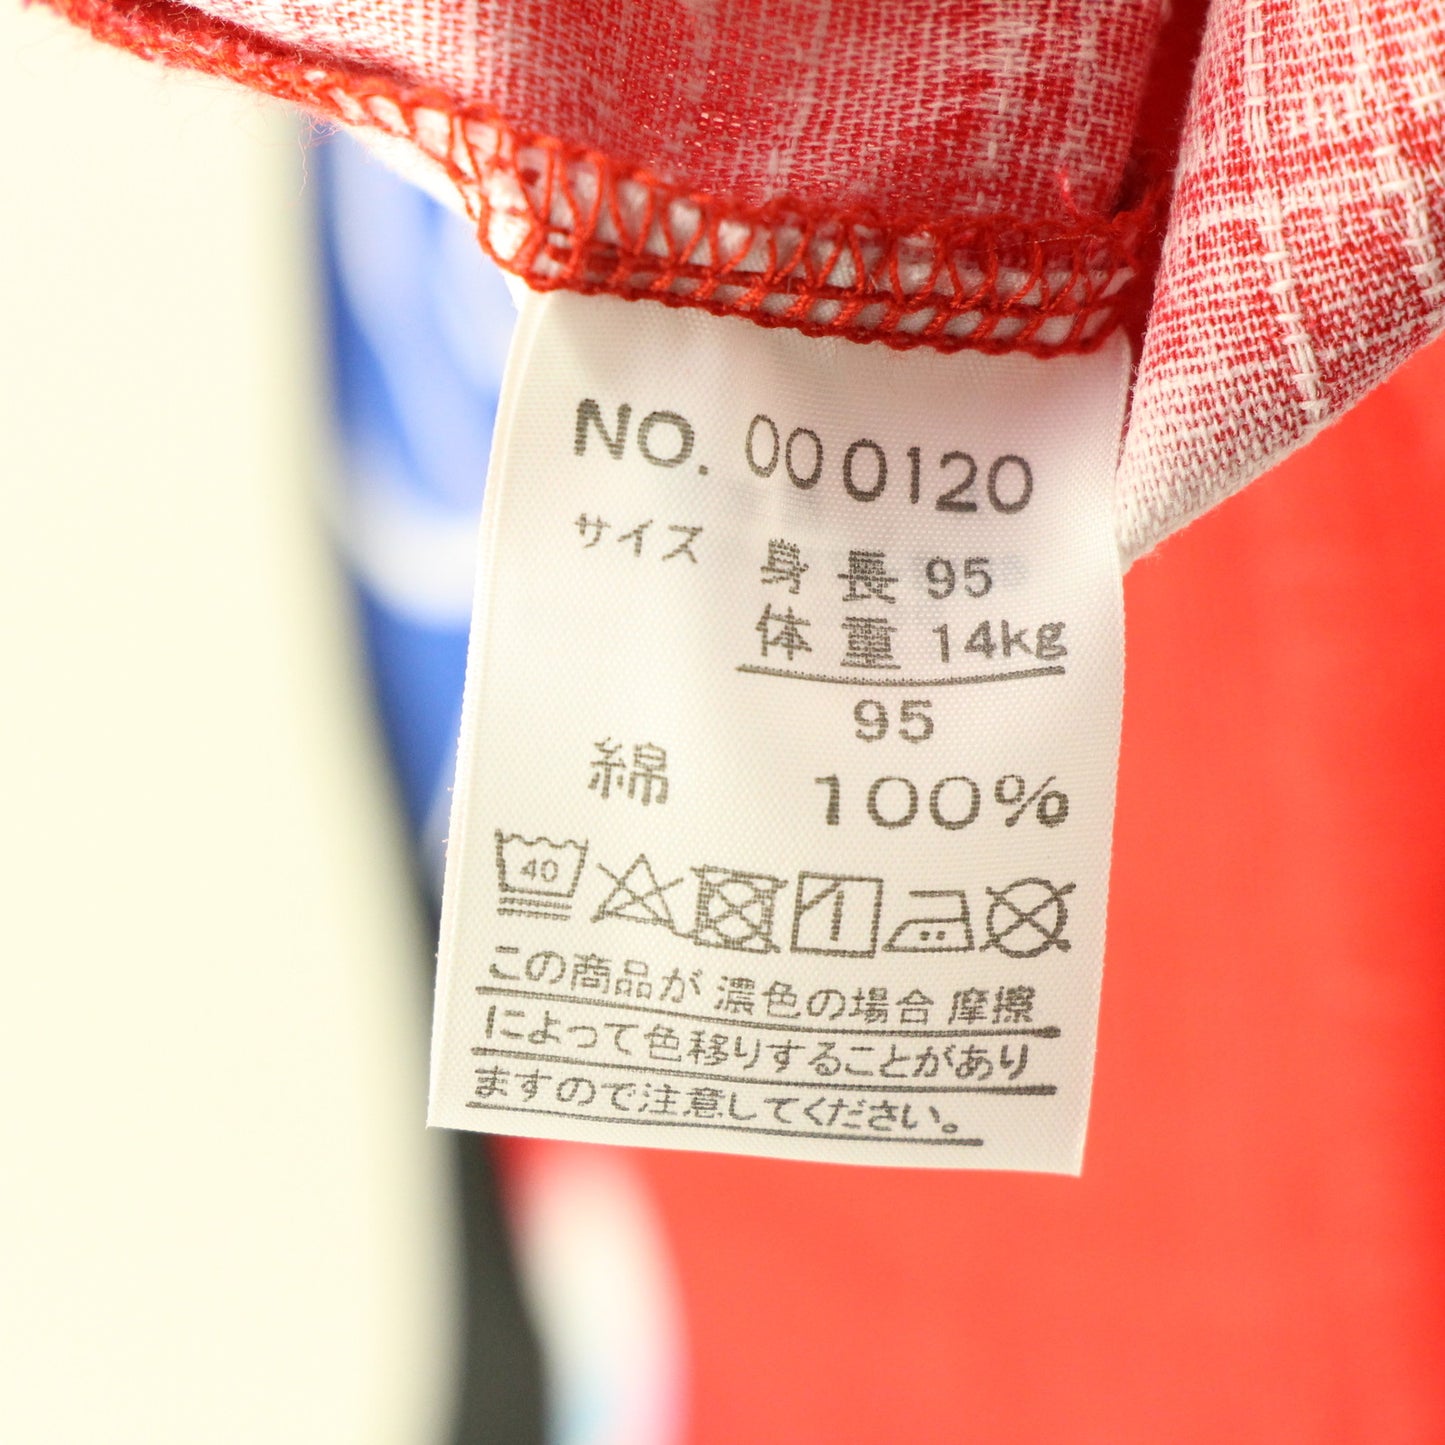 NO. 000120
サイズ 身長 95
体重 14kg
95
綿 100%
40
この商品が 濃色の場合 摩擦
によって色移りすることがあり
ますので注意してください。